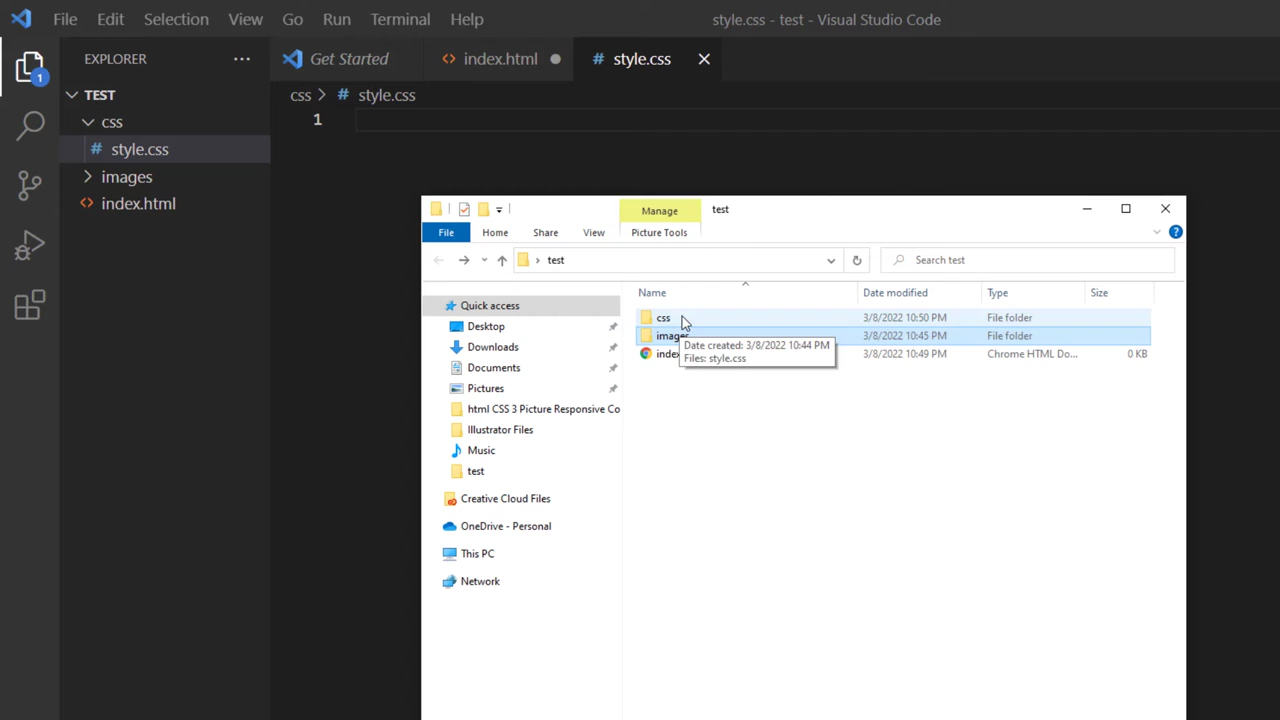 File Edit Selection View Go Run Terminal Help style.css - test - Visual Studio Code
EXPLORER ··· Get Started index.html style.css
1
TEST
css > # style.css
css
1
# style.css
images
index.html
test
Manage
File Home Share View Picture Tools
test
Search test
Name Date modified Type Size
Quick access
css 3/8/2022 10:50 PM File folder
Desktop
images 3/8/2022 10:45 PM File folder
Date created: 3/8/2022 10:44 PM
Files: style.css
Downloads
3/8/2022 10:49 PM Chrome HTML Do... 0 KB
Documents
Pictures
html CSS 3 Picture Responsive Co
Illustrator Files
Music
test
Creative Cloud Files
OneDrive - Personal
This PC
Network